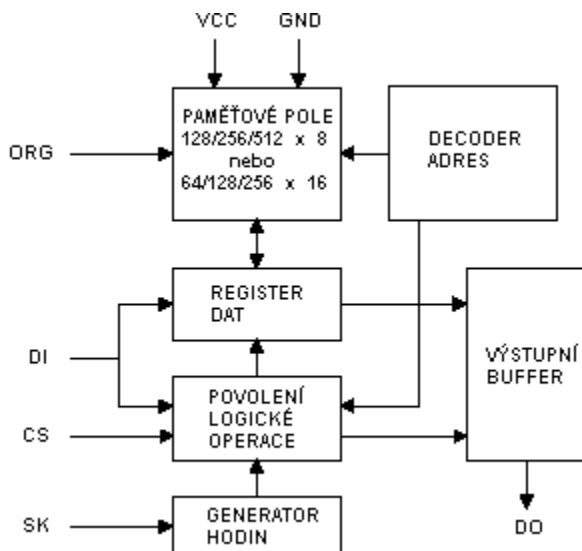 VCC GND
PAMĚŤOVÉ POLE
128/256/512 x 8
nebo
64/128/256 x 16
DECODER
ADRES
ORG
REGISTER
DAT
DI
VÝSTUPNÍ
BUFFER
POVOLENÍ
LOGICKÉ
OPERACE
CS
SK
GENERATOR
HODIN
DO